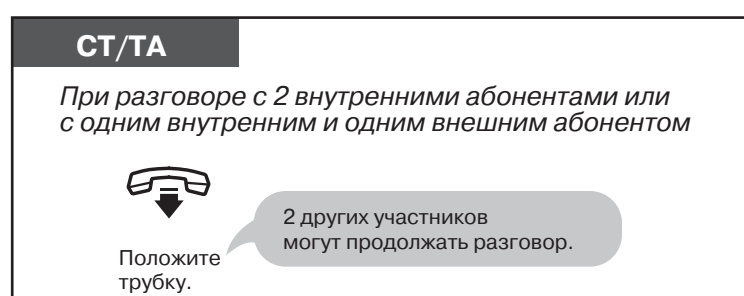 СТ/ТА
При разговоре с 2 внутренними абонентами или
с одним внутренним и одним внешним абонентом
2 других участников
могут продолжать разговор.
Положите
трубку.